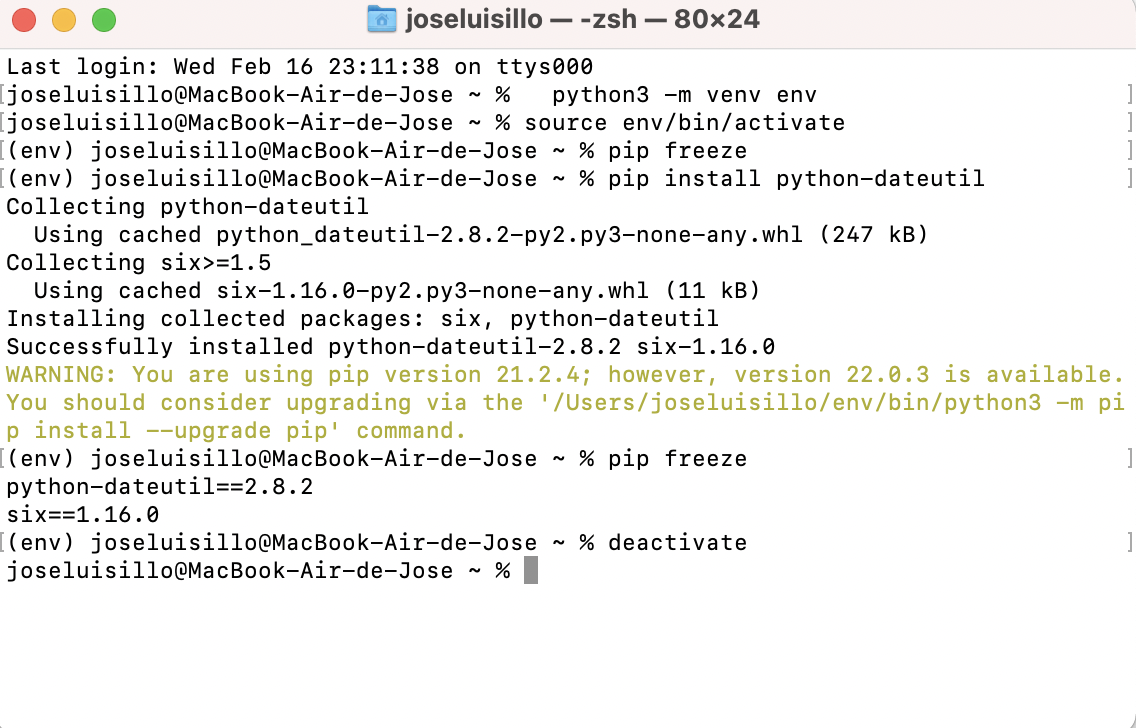 joseluisillo — -zsh — 80×24
Last login: Wed Feb 16 23:11:38 on ttys000
[joseluisillo@MacBook-Air-de-Jose ~ %   python3 -m venv env ]
[joseluisillo@MacBook-Air-de-Jose ~ % source env/bin/activate ]
[(env) joseluisillo@MacBook-Air-de-Jose ~ % pip freeze ]
[(env) joseluisillo@MacBook-Air-de-Jose ~ % pip install python-dateutil ]
Collecting python-dateutil
  Using cached python_dateutil-2.8.2-py2.py3-none-any.whl (247 kB)
Collecting six>=1.5
  Using cached six-1.16.0-py2.py3-none-any.whl (11 kB)
Installing collected packages: six, python-dateutil
Successfully installed python-dateutil-2.8.2 six-1.16.0
WARNING: You are using pip version 21.2.4; however, version 22.0.3 is available.
You should consider upgrading via the '/Users/joseluisillo/env/bin/python3 -m pi
p install --upgrade pip' command.
[(env) joseluisillo@MacBook-Air-de-Jose ~ % pip freeze ]
python-dateutil==2.8.2
six==1.16.0
[(env) joseluisillo@MacBook-Air-de-Jose ~ % deactivate ]
joseluisillo@MacBook-Air-de-Jose ~ %